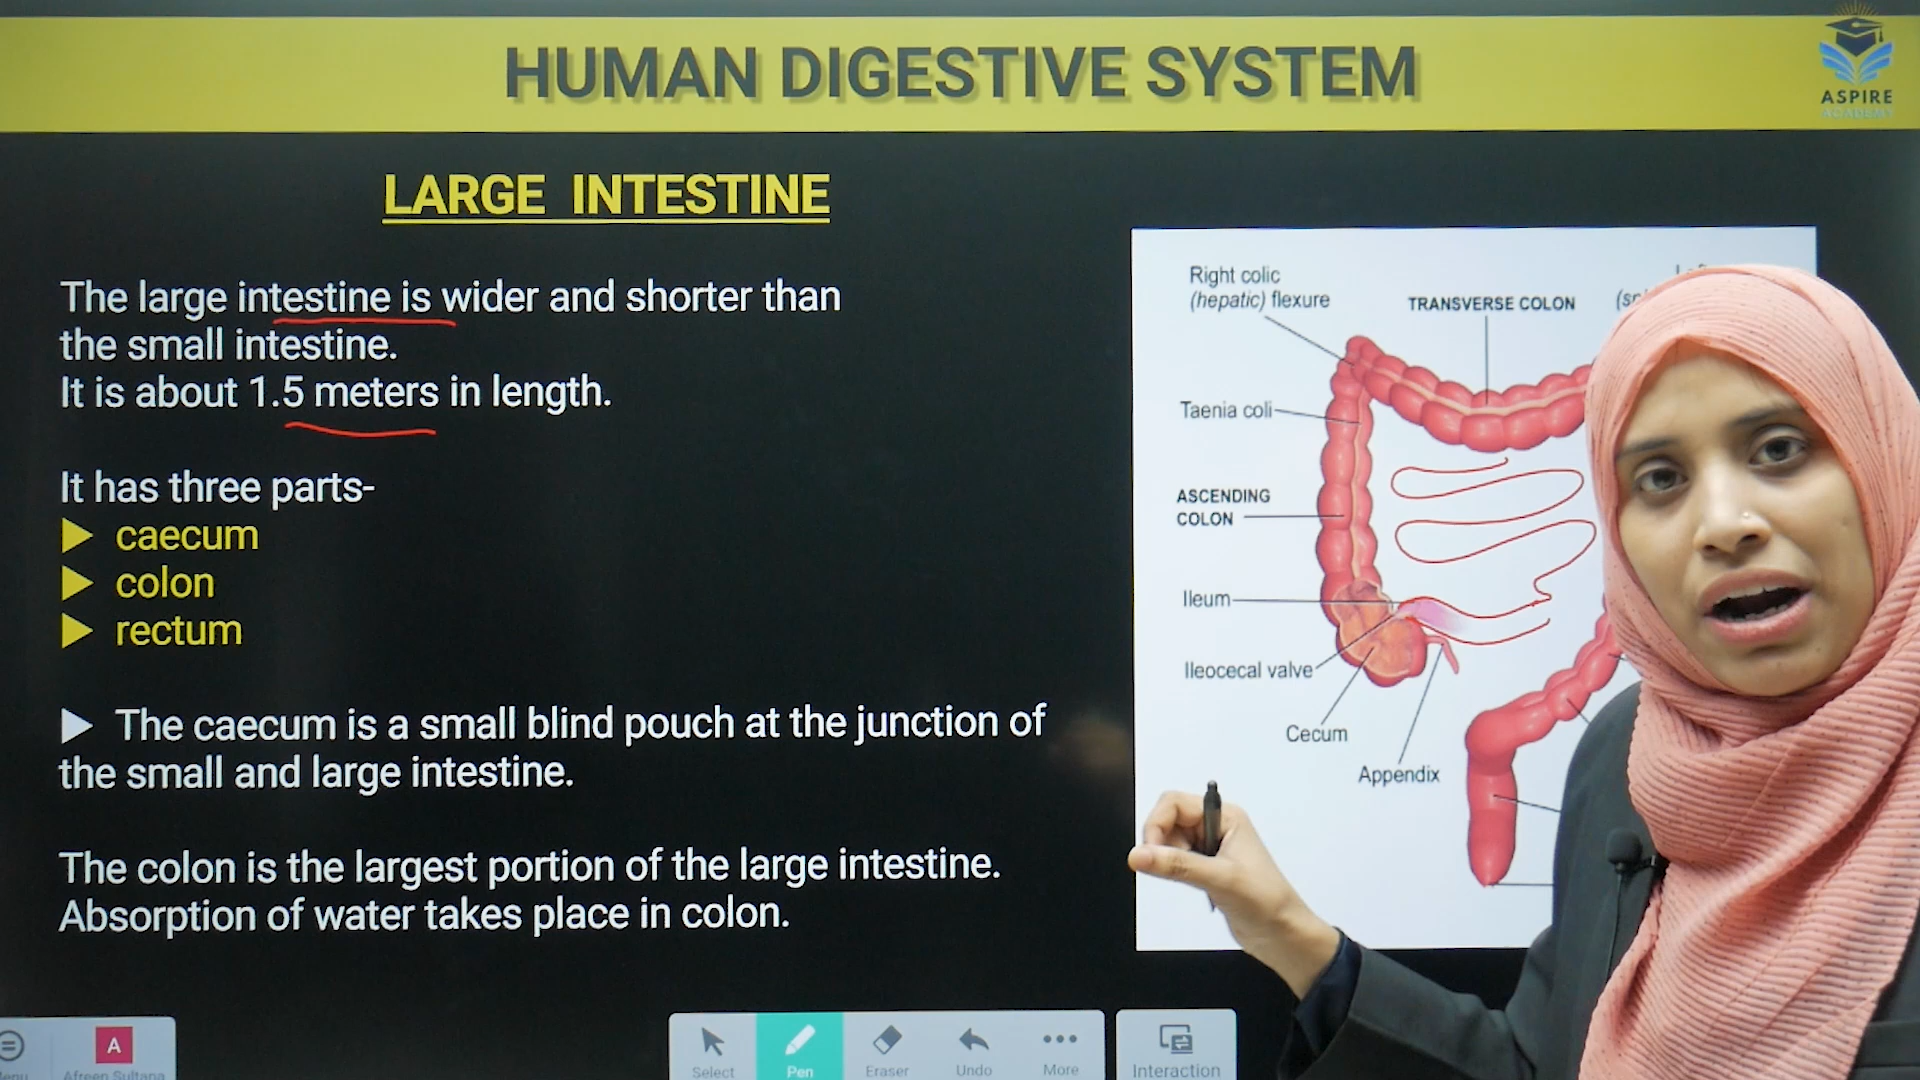 HUMAN DIGESTIVE SYSTEM
ASPIRE
ACADEMY
LARGE INTESTINE
The large intestine is wider and shorter than
the small intestine.
It is about 1.5 meters in length.
It has three parts-
caecum
colon
rectum
The caecum is a small blind pouch at the junction of
the small and large intestine.
The colon is the largest portion of the large intestine.
Absorption of water takes place in colon.
Right colic
(hepatic) flexure
TRANSVERSE COLON
Taenia coli
ASCENDING
COLON
Ileum
Ileocecal valve
Cecum
Appendix
A
Afreen Sultana
Select
Pen
Eraser
Undo
More
Interaction